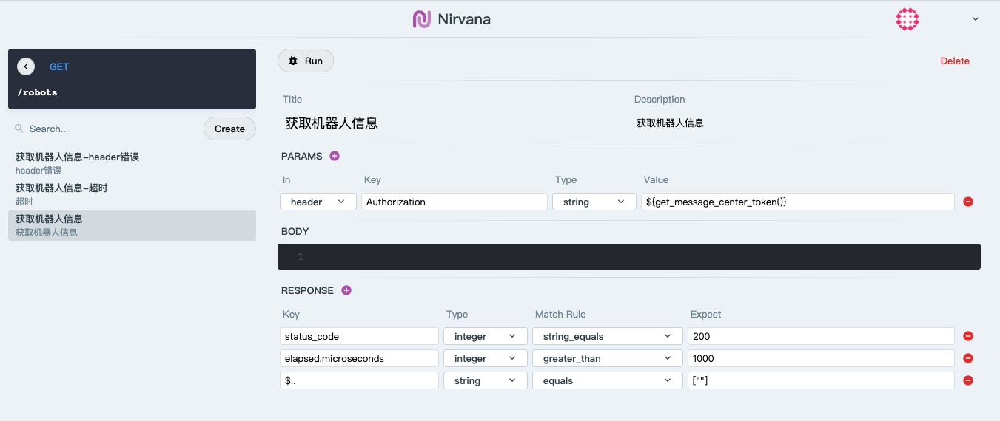 Nirvana
GET
/robots
Search...
Create
获取机器人信息-header错误
header错误
获取机器人信息-超时
超时
获取机器人信息
获取机器人信息
Run
Delete
Title
Description
获取机器人信息
获取机器人信息
PARAMS
In Key Type Value
header Authorization string ${get_message_center_token()}
BODY
1
RESPONSE
Key Type Match Rule Expect
status_code integer string_equals 200
elapsed.microseconds integer greater_than 1000
$.. string equals [""]